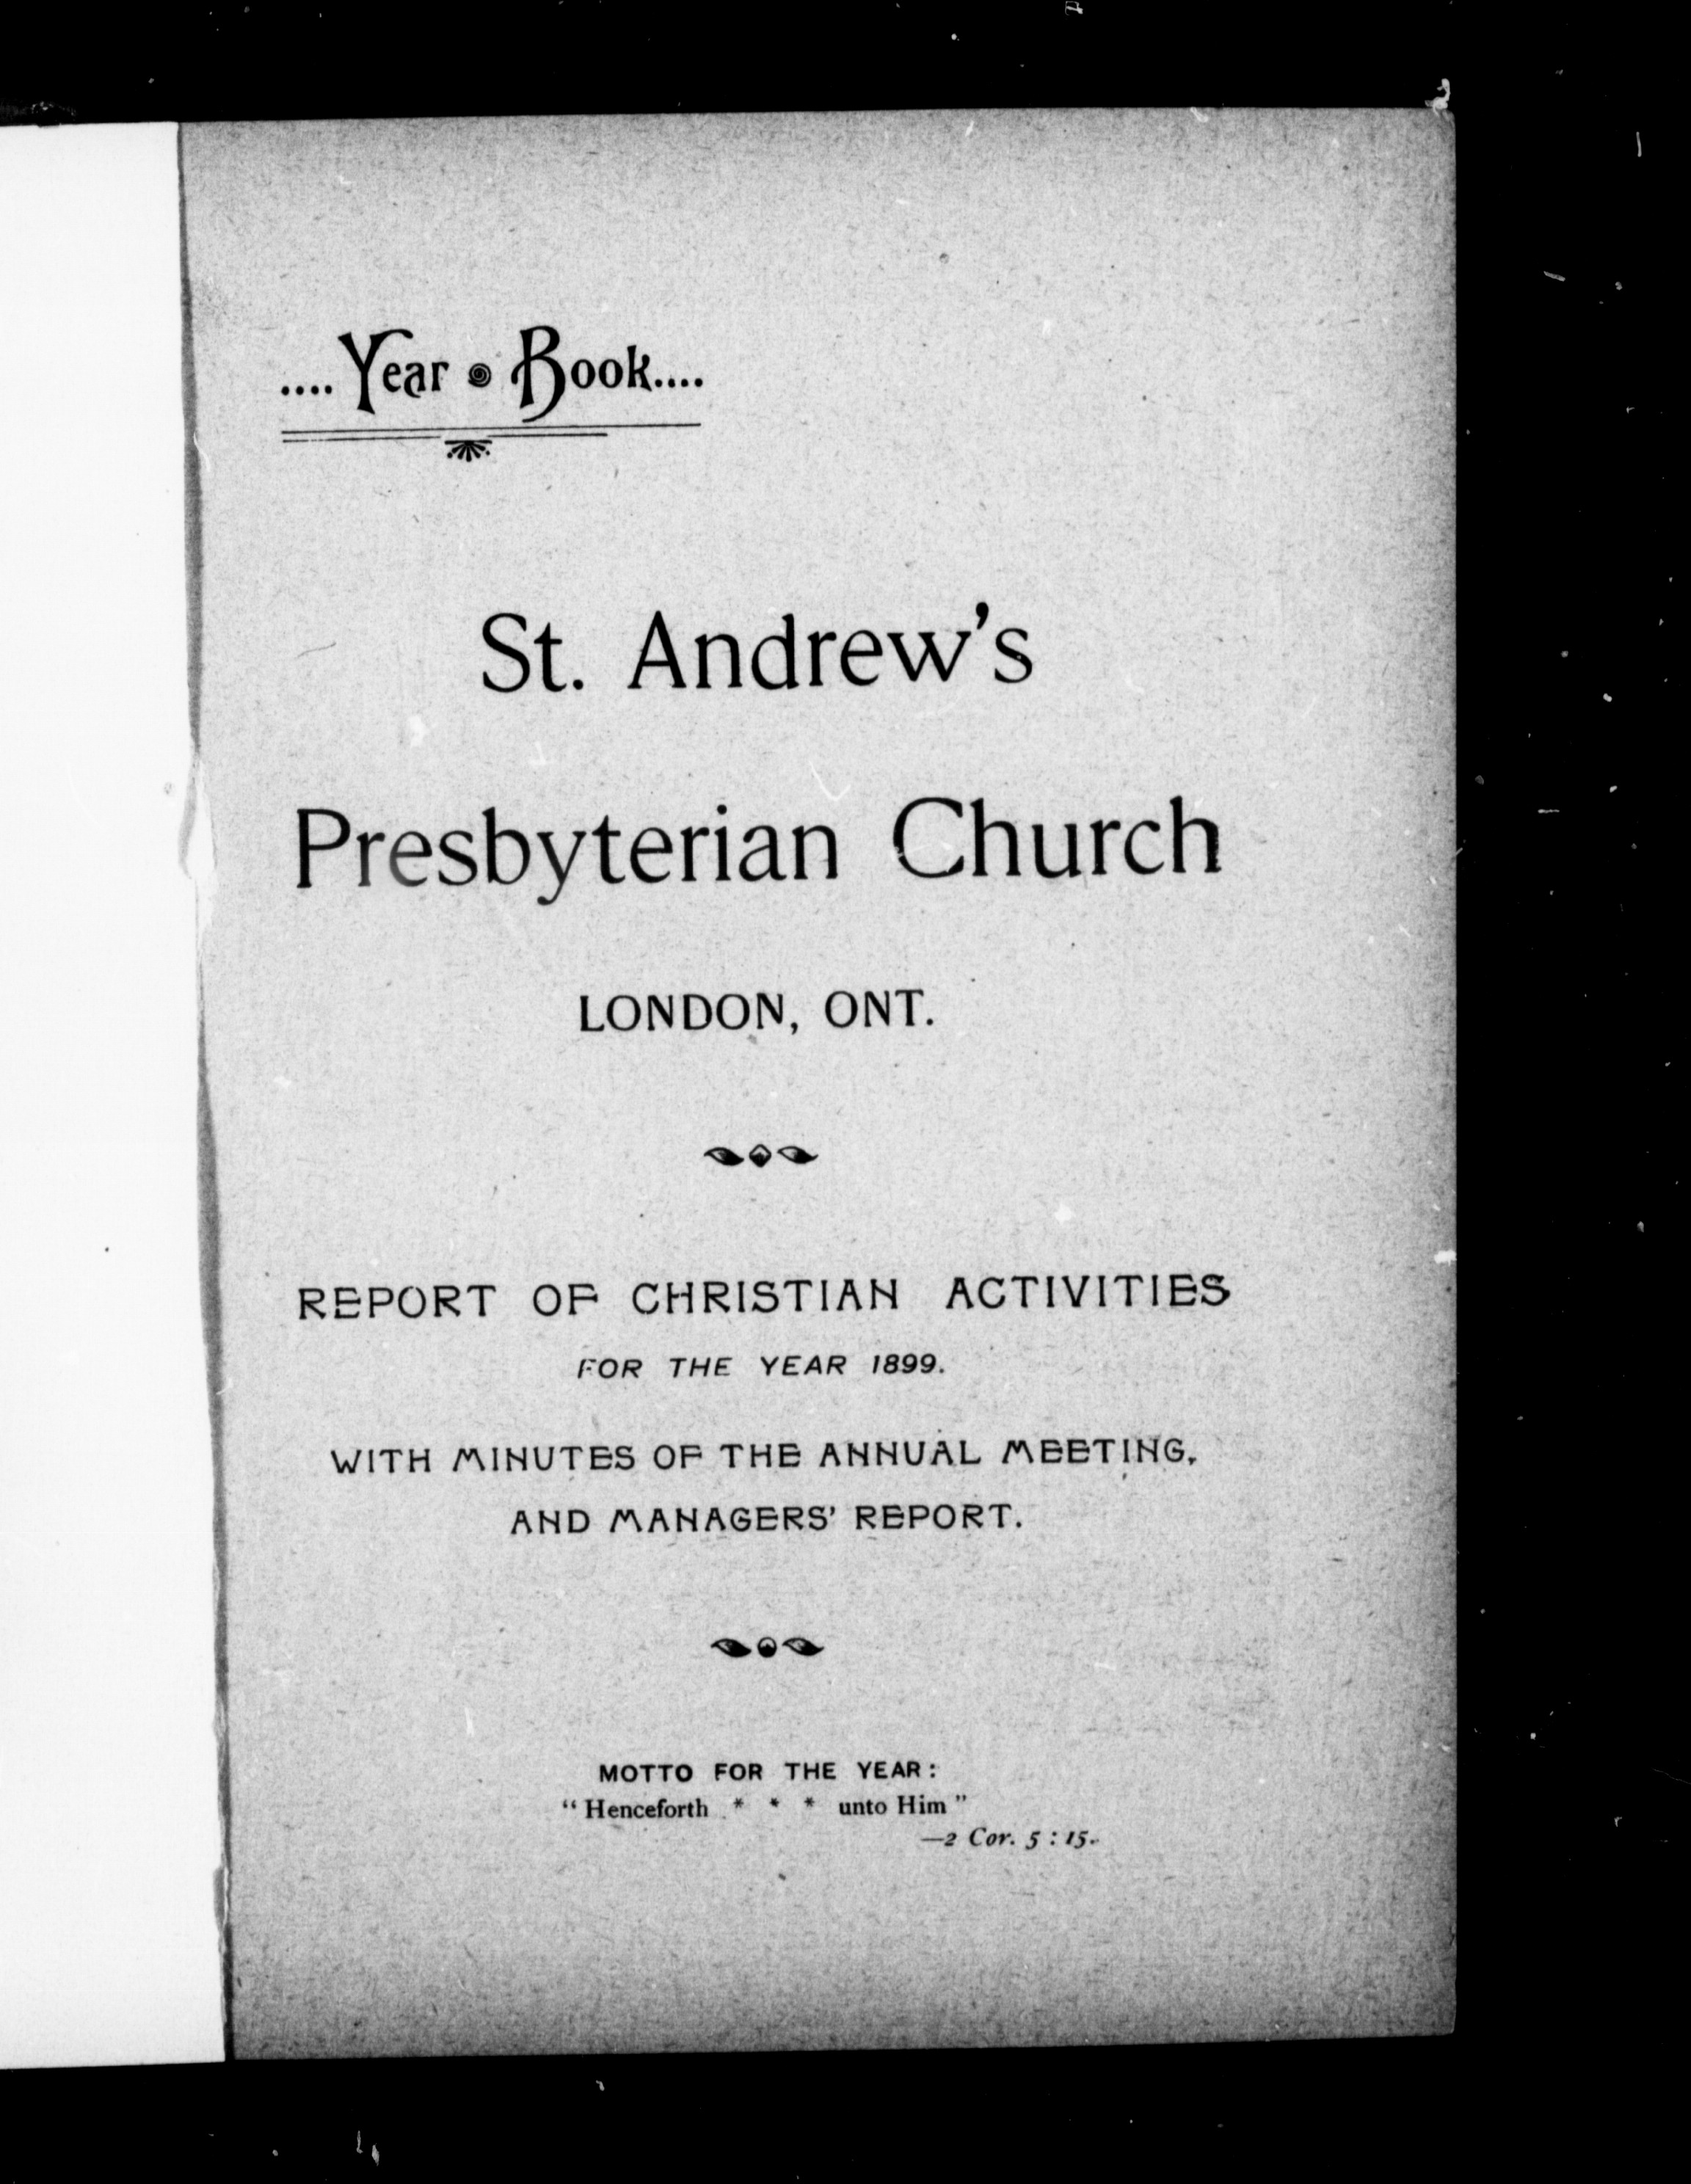 ....Year Book....
St. Andrew's
Presbyterian Church
LONDON, ONT.
REPORT OF CHRISTIAN ACTIVITIES
FOR THE YEAR 1899.
WITH MINUTES OF THE ANNUAL MEETING,
AND MANAGERS' REPORT.
MOTTO FOR THE YEAR:
"Henceforth * * * unto Him"
—2 Cor. 5 : 15.